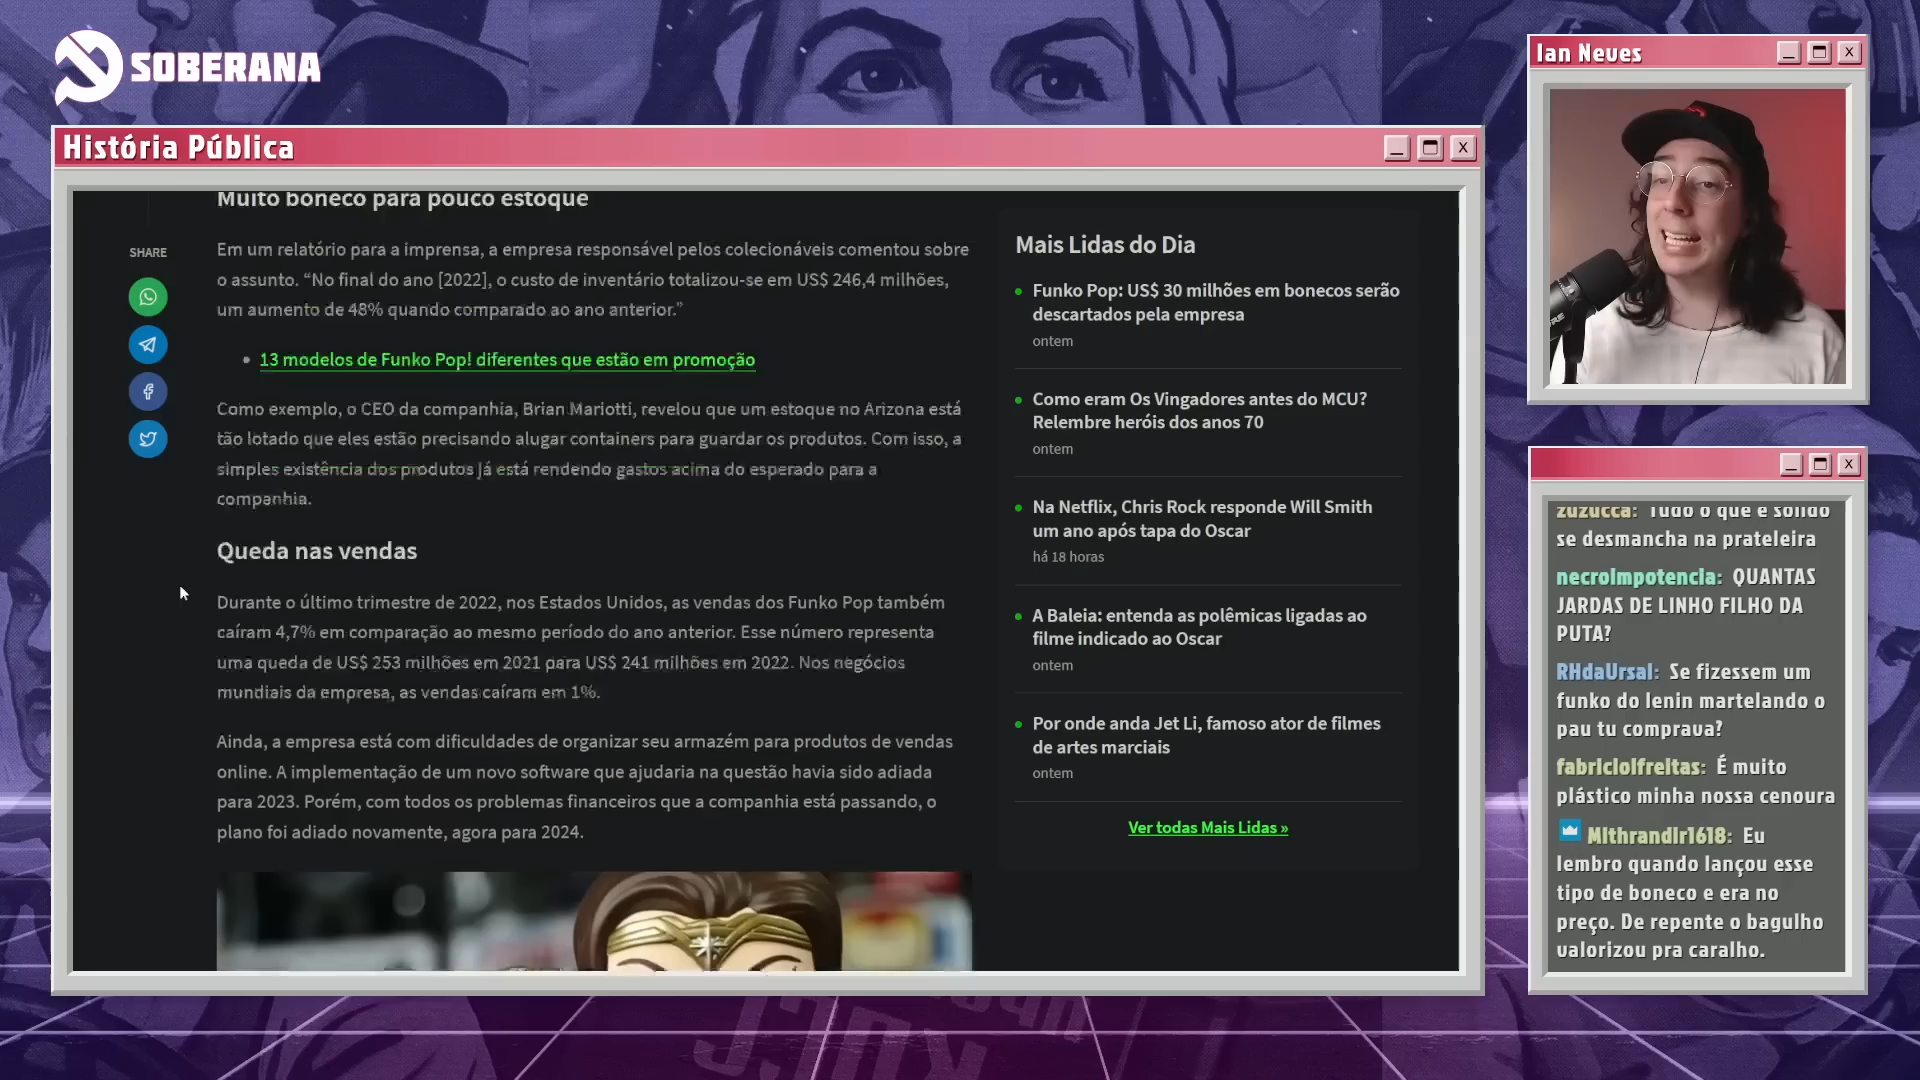 SOBERANA
História Pública
Muito boneco para pouco estoque
SHARE
Em um relatório para a imprensa, a empresa responsável pelos colecionáveis comentou sobre
o assunto. “No final do ano [2022], o custo de inventário totalizou-se em US$ 246,4 milhões,
um aumento de 48% quando comparado ao ano anterior.”
13 modelos de Funko Pop! diferentes que estão em promoção
Como exemplo, o CEO da companhia, Brian Mariotti, revelou que um estoque no Arizona está
tão lotado que eles estão precisando alugar containers para guardar os produtos. Com isso, a
simples existência dos produtos já está rendendo gastos acima do esperado para a
companhia.
Queda nas vendas
Durante o último trimestre de 2022, nos Estados Unidos, as vendas dos Funko Pop também
caíram 4,7% em comparação ao mesmo período do ano anterior. Esse número representa
uma queda de US$ 253 milhões em 2021 para US$ 241 milhões em 2022. Nos negócios
mundiais da empresa, as vendas caíram em 1%.
Ainda, a empresa está com dificuldades de organizar seu armazém para produtos de vendas
online. A implementação de um novo software que ajudaria na questão havia sido adiada
para 2023. Porém, com todos os problemas financeiros que a companhia está passando, o
plano foi adiado novamente, agora para 2024.
Mais Lidas do Dia
Funko Pop: US$ 30 milhões em bonecos serão
descartados pela empresa
ontem
Como eram Os Vingadores antes do MCU?
Relembre heróis dos anos 70
ontem
Na Netflix, Chris Rock responde Will Smith
um ano após tapa do Oscar
há 18 horas
A Baleia: entenda as polêmicas ligadas ao
filme indicado ao Oscar
ontem
Por onde anda Jet Li, famoso ator de filmes
de artes marciais
ontem
Ver todas Mais Lidas »
Ian Neves
zuzucca: Tudo o que é sólido
se desmancha na prateleira
necroimpotencia: QUANTAS
JARDAS DE LINHO FILHO DA
PUTA?
RHdaUrsal: Se fizessem um
funko do lenin martelando o
pau tu comprava?
fabriciolfreitas: É muito
plástico minha nossa cenoura
Mithrandir1618: Eu
lembro quando lançou esse
tipo de boneco e era no
preço. De repente o bagulho
valorizou pra caralho.